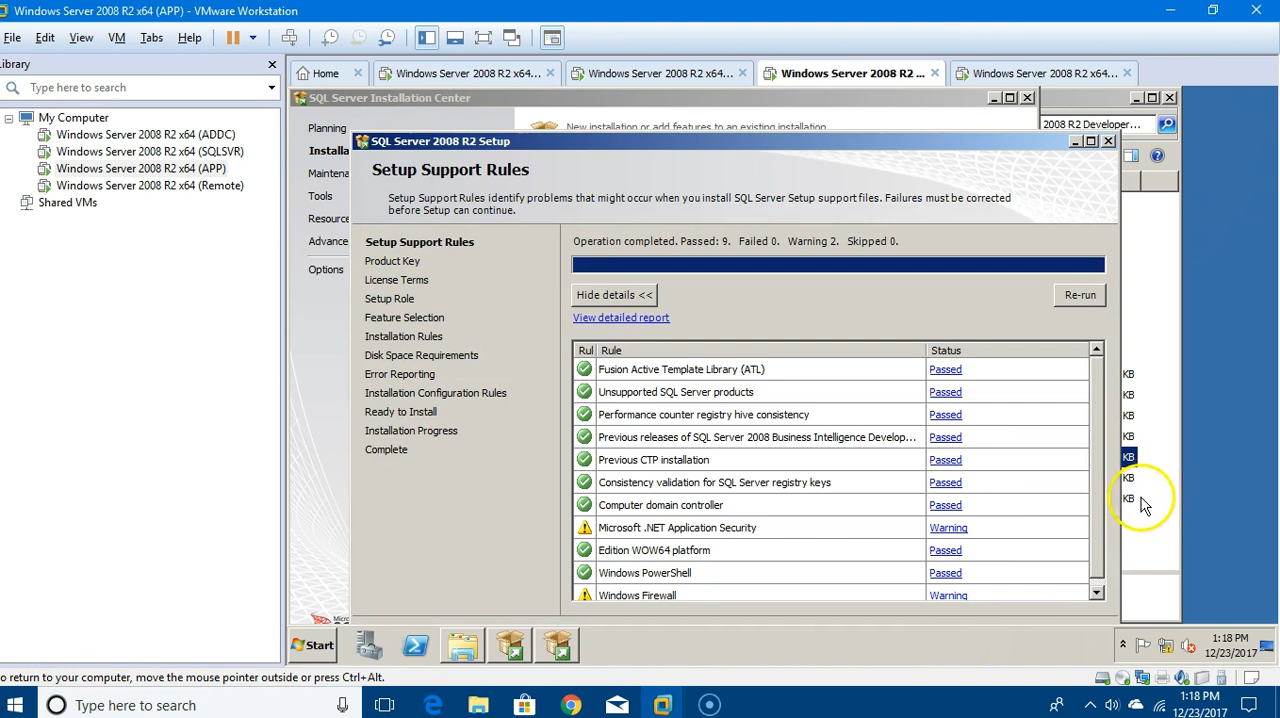 Windows Server 2008 R2 x64 (APP) - VMware Workstation
File Edit View VM Tabs Help
Library
Type here to search
My Computer
Windows Server 2008 R2 x64 (ADDC)
Windows Server 2008 R2 x64 (SQLSVR)
Windows Server 2008 R2 x64 (APP)
Windows Server 2008 R2 x64 (Remote)
Shared VMs
Home
Windows Server 2008 R2 x64...
Windows Server 2008 R2 x64...
Windows Server 2008 R2 ...
Windows Server 2008 R2 x64...
SQL Server Installation Center
Planning
Installa
Maintena
Tools
Resource
Advance
Options
New installation or add features to an existing installation
2008 R2 Developer...
SQL Server 2008 R2 Setup
Setup Support Rules
Setup Support Rules identify problems that might occur when you install SQL Server Setup support files. Failures must be corrected
before Setup can continue.
Setup Support Rules
Product Key
License Terms
Setup Role
Feature Selection
Installation Rules
Disk Space Requirements
Error Reporting
Installation Configuration Rules
Ready to Install
Installation Progress
Complete
Operation completed. Passed: 9. Failed 0. Warning 2. Skipped 0.
Hide details <<
Re-run
View detailed report
Rul Rule Status
Fusion Active Template Library (ATL) Passed
Unsupported SQL Server products Passed
Performance counter registry hive consistency Passed
Previous releases of SQL Server 2008 Business Intelligence Develop... Passed
Previous CTP installation Passed
Consistency validation for SQL Server registry keys Passed
Computer domain controller Passed
Microsoft .NET Application Security Warning
Edition WOW64 platform Passed
Windows PowerShell Passed
Windows Firewall Warning
KB
KB
KB
KB
KB
KB
KB
Start
1:18 PM
12/23/2017
o return to your computer, move the mouse pointer outside or press Ctrl+Alt.
Type here to search
1:18 PM
12/23/2017